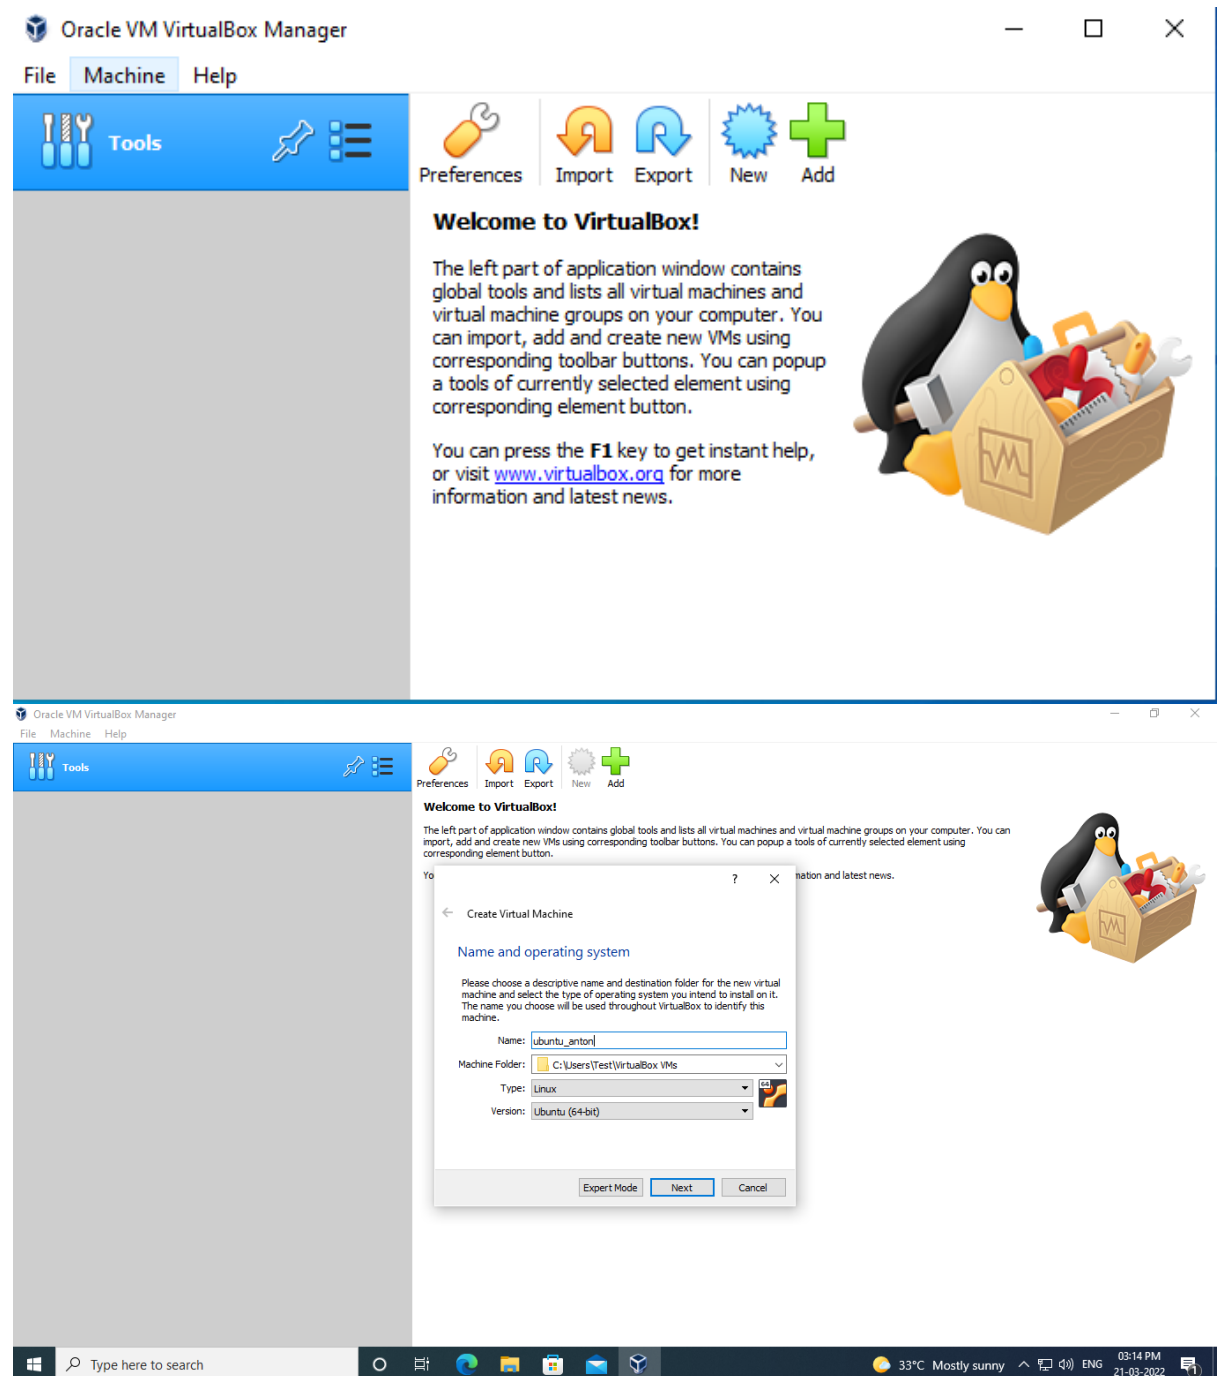 Oracle VM VirtualBox Manager
File Machine Help
Tools
Preferences Import Export New Add
Welcome to VirtualBox!
The left part of application window contains
global tools and lists all virtual machines and
virtual machine groups on your computer. You
can import, add and create new VMs using
corresponding toolbar buttons. You can popup
a tools of currently selected element using
corresponding element button.
You can press the F1 key to get instant help,
or visit www.virtualbox.org for more
information and latest news.
Oracle VM VirtualBox Manager
File Machine Help
Tools
Preferences Import Export New Add
Welcome to VirtualBox!
The left part of application window contains global tools and lists all virtual machines and virtual machine groups on your computer. You can
import, add and create new VMs using corresponding toolbar buttons. You can popup a tools of currently selected element using
corresponding element button.
Yo
mation and latest news.
?
Create Virtual Machine
Name and operating system
Please choose a descriptive name and destination folder for the new virtual
machine and select the type of operating system you intend to install on it.
The name you choose will be used throughout VirtualBox to identify this
machine.
Name: ubuntu_anton
Machine Folder: C:\Users\Test\VirtualBox VMs
Type: Linux
64
Version: Ubuntu (64-bit)
Expert Mode Next Cancel
Type here to search
33°C Mostly sunny
ENG
03:14 PM
21-03-2022
1